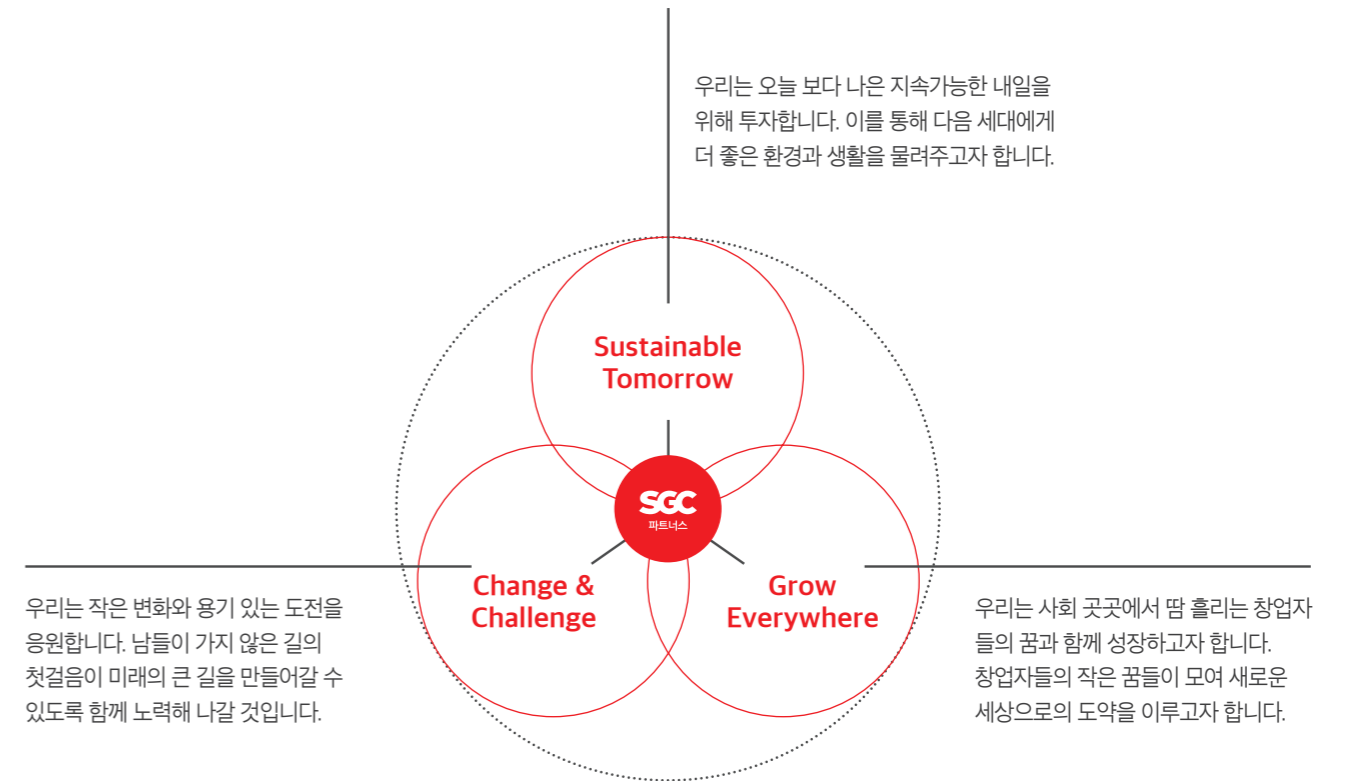 우리는 오늘 보다 나은 지속가능한 내일을
위해 투자합니다. 이를 통해 다음 세대에게
더 좋은 환경과 생활을 물려주고자 합니다.
Sustainable
Tomorrow
SGC
파트너스
Change &
Challenge
우리는 작은 변화와 용기 있는 도전을
응원합니다. 남들이 가지 않은 길의
첫걸음이 미래의 큰 길을 만들어갈 수
있도록 함께 노력해 나갈 것입니다.
Grow
Everywhere
우리는 사회 곳곳에서 땀 흘리는 창업자
들의 꿈과 함께 성장하고자 합니다.
창업자들의 작은 꿈들이 모여 새로운
세상으로의 도약을 이루고자 합니다.